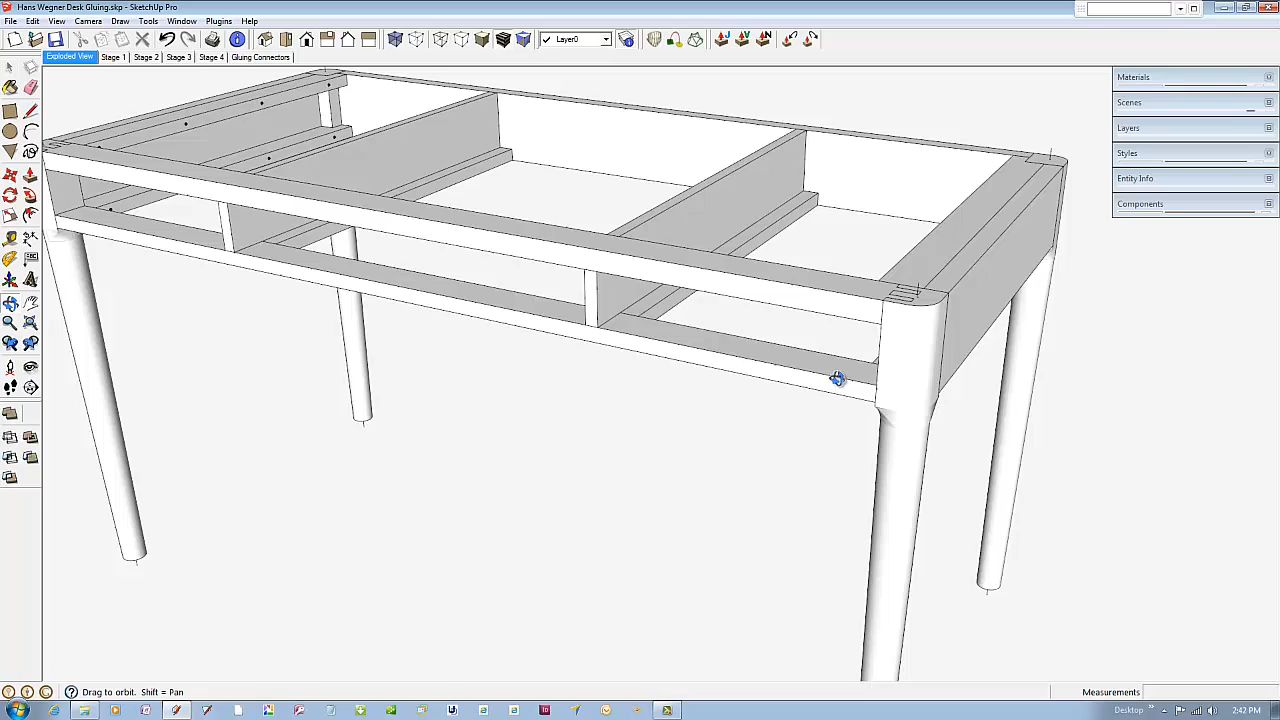 Hans Wegner Desk Gluing.skp - SketchUp Pro
File Edit View Camera Draw Tools Window Plugins Help
Layer0
Exploded View Stage 1 Stage 2 Stage 3 Stage 4 Gluing Connectors
Materials
Scenes
Layers
Styles
Entity Info
Components
Drag to orbit. Shift = Pan
Measurements
Desktop 2:42 PM